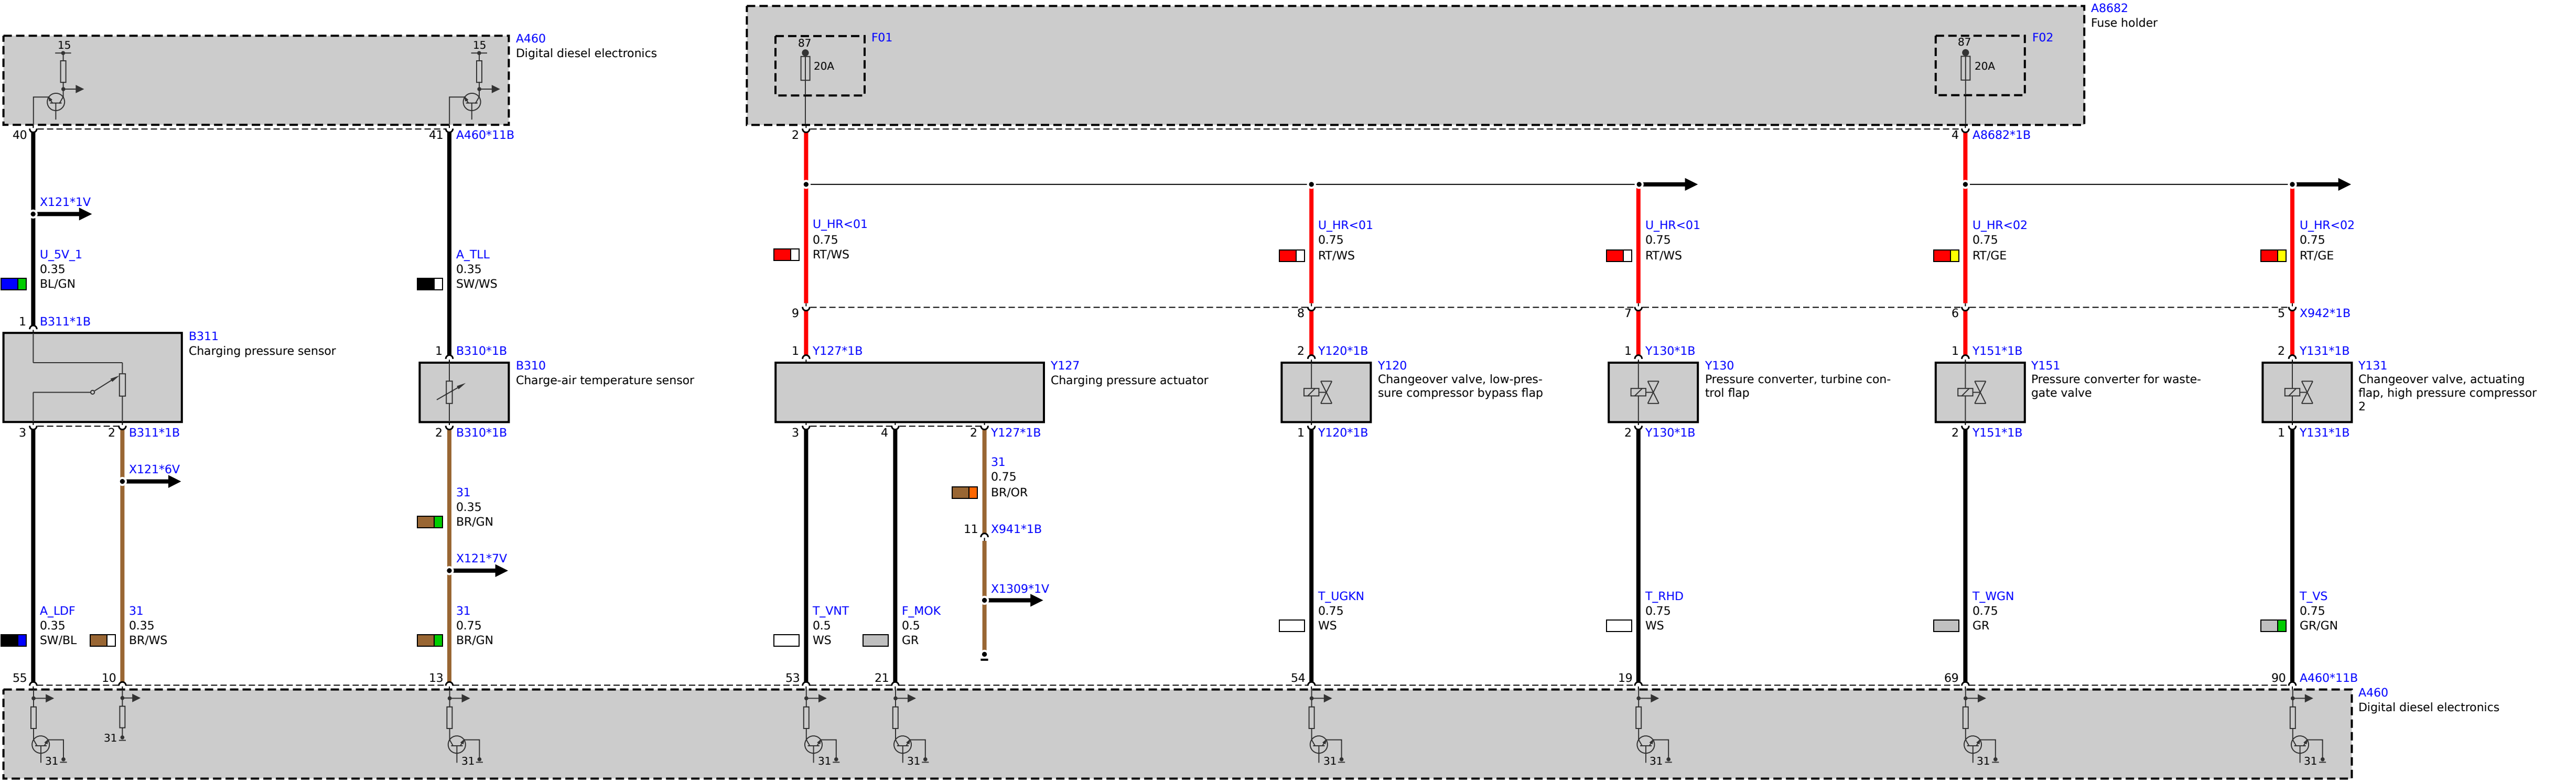 A8682
Fuse holder
A460
Digital diesel electronics
15
15
87
F01
20A
87
F02
20A
40
41
A460*11B
2
4
A8682*1B
X121*1V
U_5V_1
0.35
BL/GN
A_TLL
0.35
SW/WS
U_HR<01
0.75
RT/WS
U_HR<01
0.75
RT/WS
U_HR<01
0.75
RT/WS
U_HR<02
0.75
RT/GE
U_HR<02
0.75
RT/GE
9
8
7
6
5
X942*1B
1
B311*1B
B311
Charging pressure sensor
1
B310*1B
B310
Charge-air temperature sensor
1
Y127*1B
Y127
Charging pressure actuator
2
Y120*1B
Y120
Changeover valve, low-pres-
sure compressor bypass flap
1
Y130*1B
Y130
Pressure converter, turbine con-
trol flap
1
Y151*1B
Y151
Pressure converter for waste-
gate valve
2
Y131*1B
Y131
Changeover valve, actuating
flap, high pressure compressor
2
3
2
B311*1B
2
B310*1B
3
4
2
Y127*1B
1
Y120*1B
2
Y130*1B
2
Y151*1B
1
Y131*1B
X121*6V
31
0.35
BR/GN
31
0.75
BR/OR
11
X941*1B
X121*7V
X1309*1V
A_LDF
0.35
SW/BL
31
0.35
BR/WS
31
0.75
BR/GN
T_VNT
0.5
WS
F_MOK
0.5
GR
T_UGKN
0.75
WS
T_RHD
0.75
WS
T_WGN
0.75
GR
T_VS
0.75
GR/GN
55
10
13
53
21
54
19
69
90
A460*11B
A460
Digital diesel electronics
31
31
31
31
31
31
31
31
31